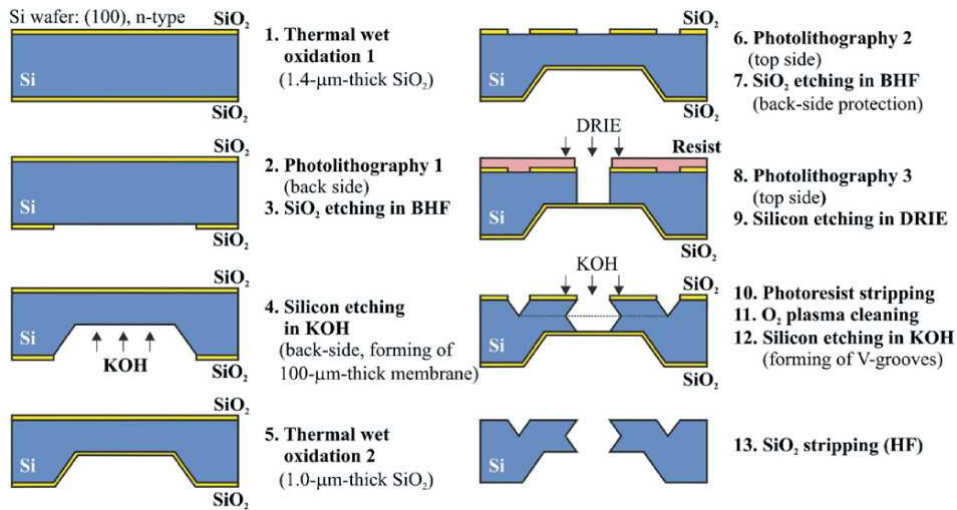 Si wafer: (100), n-type
SiO₂
Si
SiO₂
1. Thermal wet
oxidation 1
(1.4-μm-thick SiO₂)
Si
SiO₂
2. Photolithography 1
(back side)
3. SiO₂ etching in BHF
SiO₂
Si
KOH
SiO₂
4. Silicon etching
in KOH
(back-side, forming of
100-μm-thick membrane)
SiO₂
Si
SiO₂
5. Thermal wet
oxidation 2
(1.0-μm-thick SiO₂)
SiO₂
Si
SiO₂
6. Photolithography 2
(top side)
7. SiO₂ etching in BHF
(back-side protection)
DRIE
Resist
Si
SiO₂
8. Photolithography 3
(top side)
9. Silicon etching in DRIE
KOH
SiO₂
Si
SiO₂
10. Photoresist stripping
11. O₂ plasma cleaning
12. Silicon etching in KOH
(forming of V-grooves)
Si
13. SiO₂ stripping (HF)